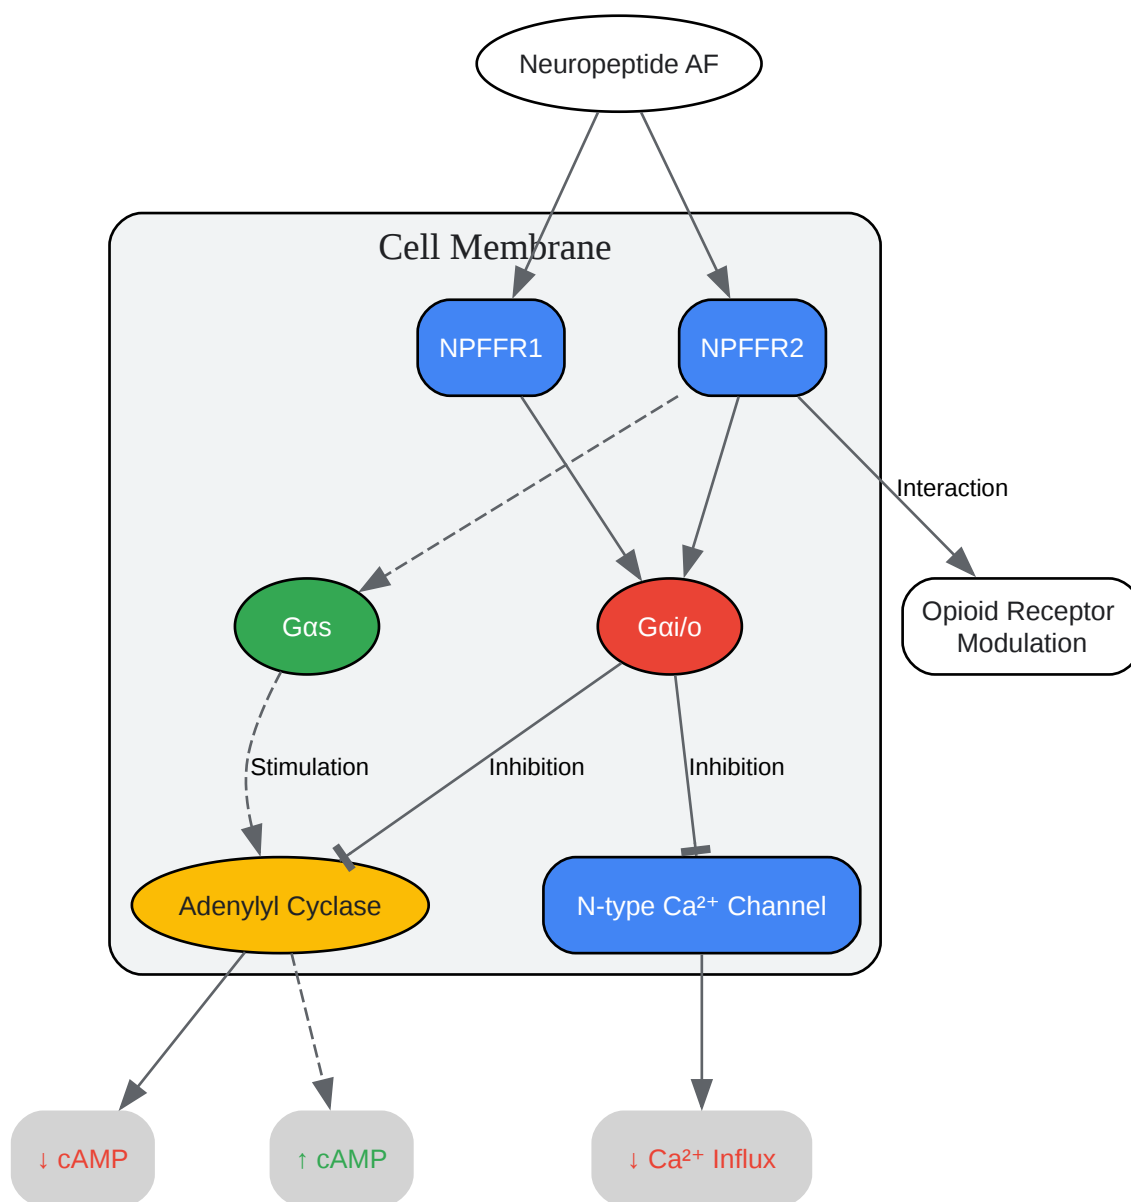 Neuropeptide AF
Cell Membrane
NPFFR1
NPFFR2
Interaction
Gαs
Gαi/o
Opioid Receptor
Modulation
Stimulation
Inhibition
Inhibition
Adenylyl Cyclase
N-type Ca²⁺ Channel
↓ cAMP
↑ cAMP
↓ Ca²⁺ Influx